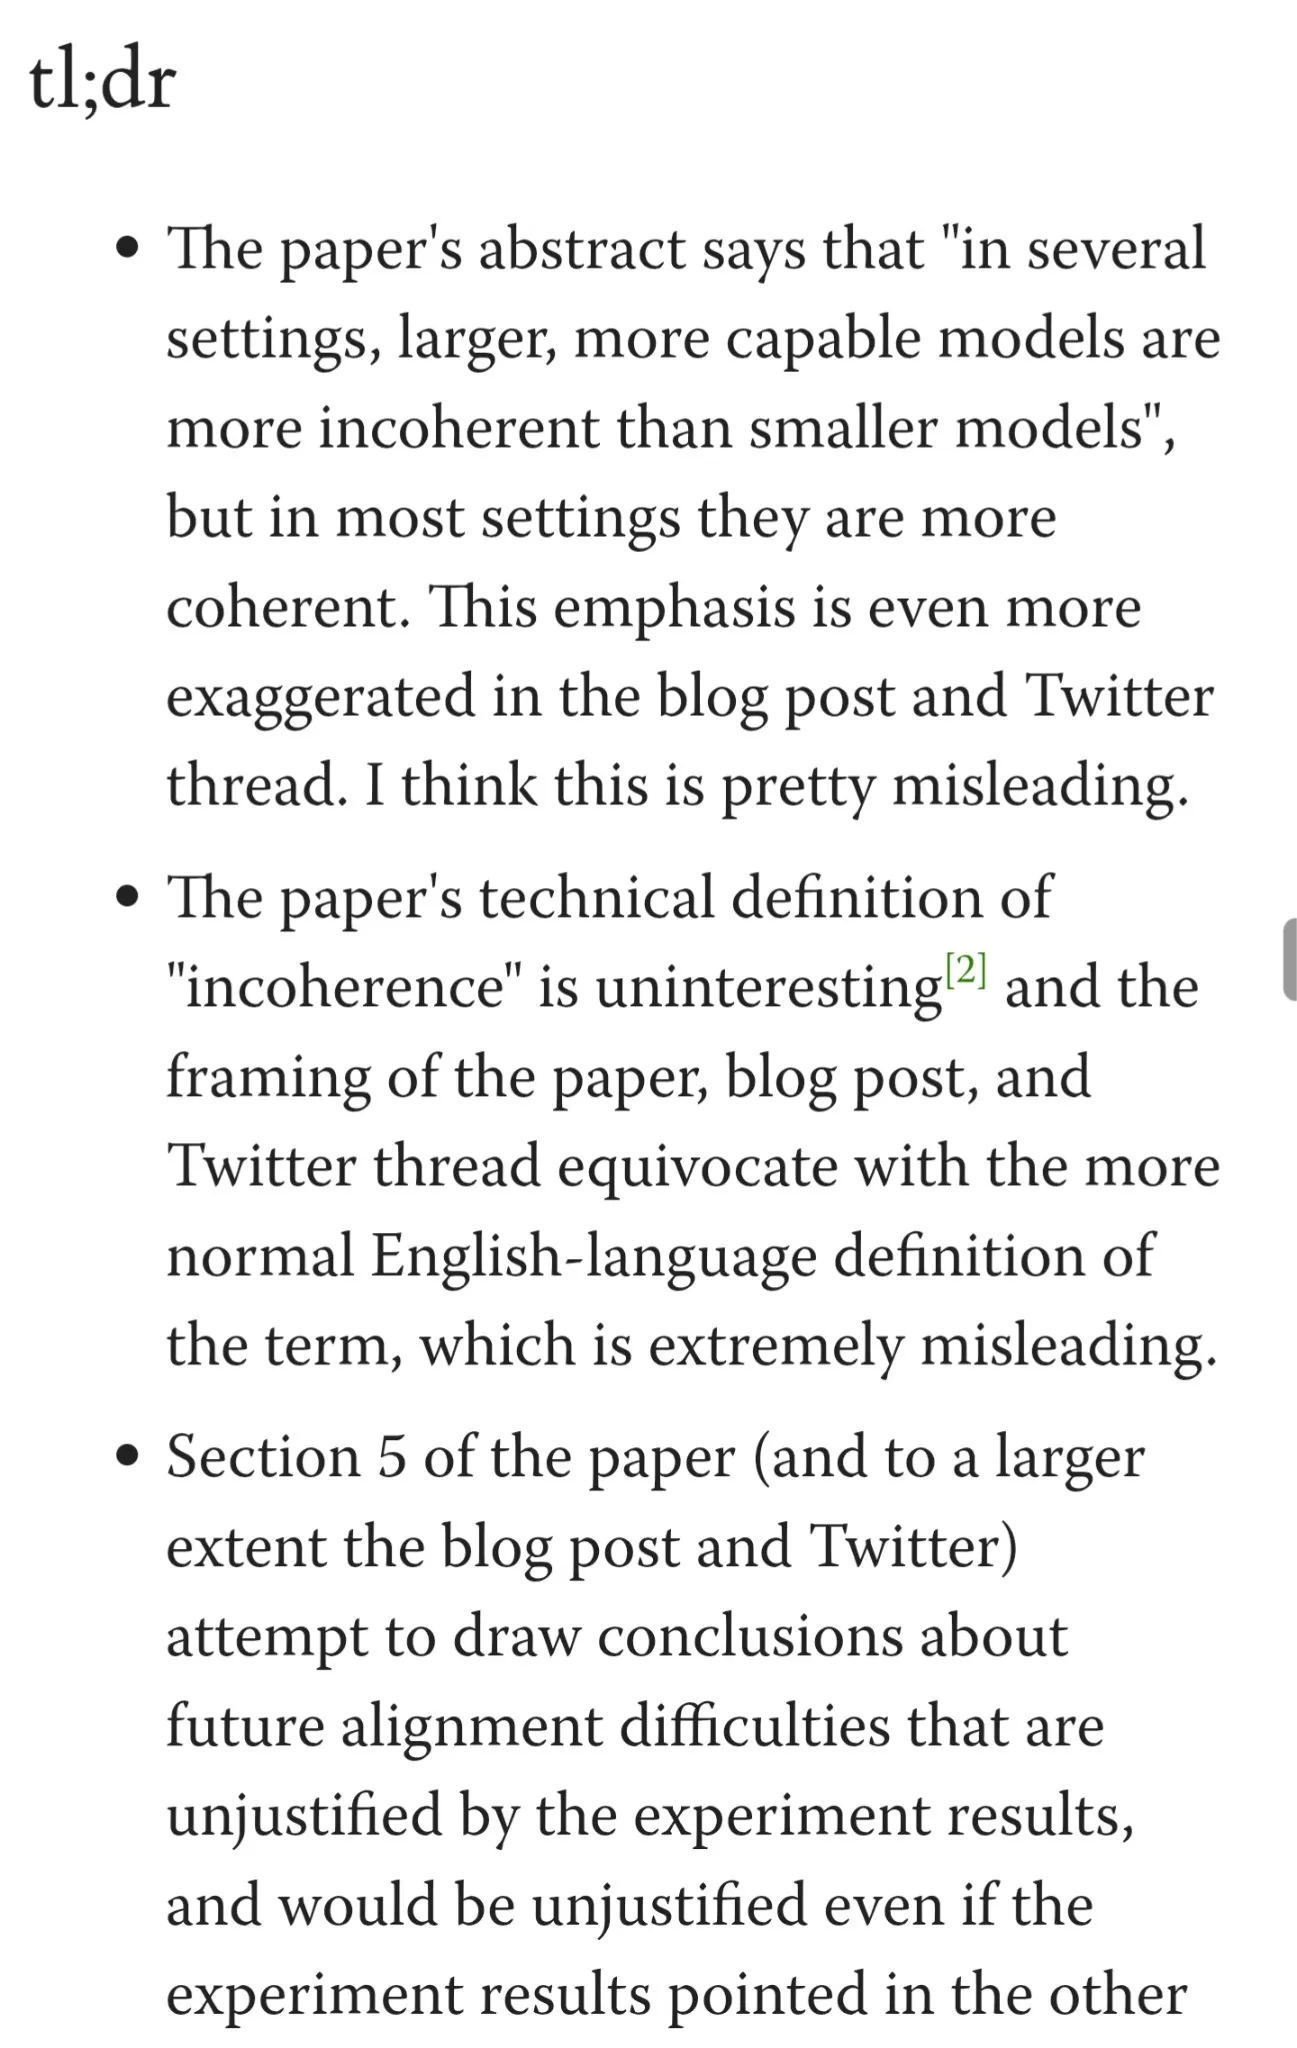 tl;dr
• The paper's abstract says that "in several
settings, larger, more capable models are
more incoherent than smaller models",
but in most settings they are more
coherent. This emphasis is even more
exaggerated in the blog post and Twitter
thread. I think this is pretty misleading.
• The paper's technical definition of
"incoherence" is uninteresting[2] and the
framing of the paper, blog post, and
Twitter thread equivocate with the more
normal English-language definition of
the term, which is extremely misleading.
• Section 5 of the paper (and to a larger
extent the blog post and Twitter)
attempt to draw conclusions about
future alignment difficulties that are
unjustified by the experiment results,
and would be unjustified even if the
experiment results pointed in the other